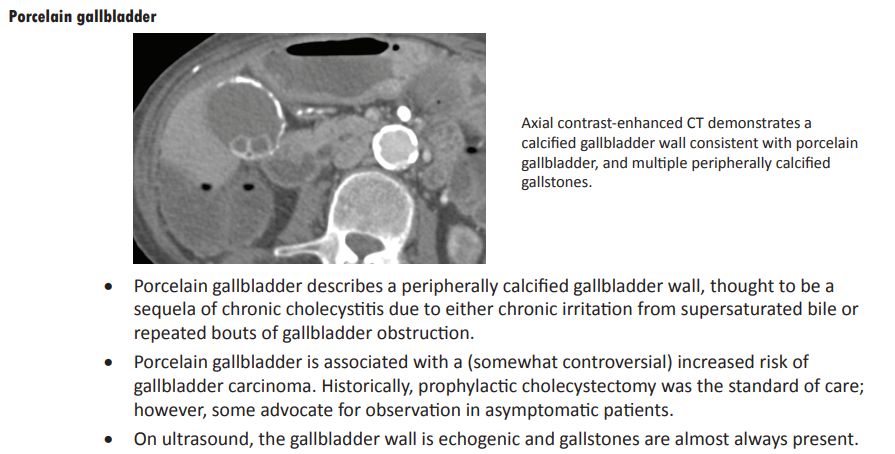 Porcelain gallbladder
Axial contrast-enhanced CT demonstrates a
calcified gallbladder wall consistent with porcelain
gallbladder, and multiple peripherally calcified
gallstones.
• Porcelain gallbladder describes a peripherally calcified gallbladder wall, thought to be a
sequela of chronic cholecystitis due to either chronic irritation from supersaturated bile or
repeated bouts of gallbladder obstruction.
• Porcelain gallbladder is associated with a (somewhat controversial) increased risk of
gallbladder carcinoma. Historically, prophylactic cholecystectomy was the standard of care;
however, some advocate for observation in asymptomatic patients.
• On ultrasound, the gallbladder wall is echogenic and gallstones are almost always present.